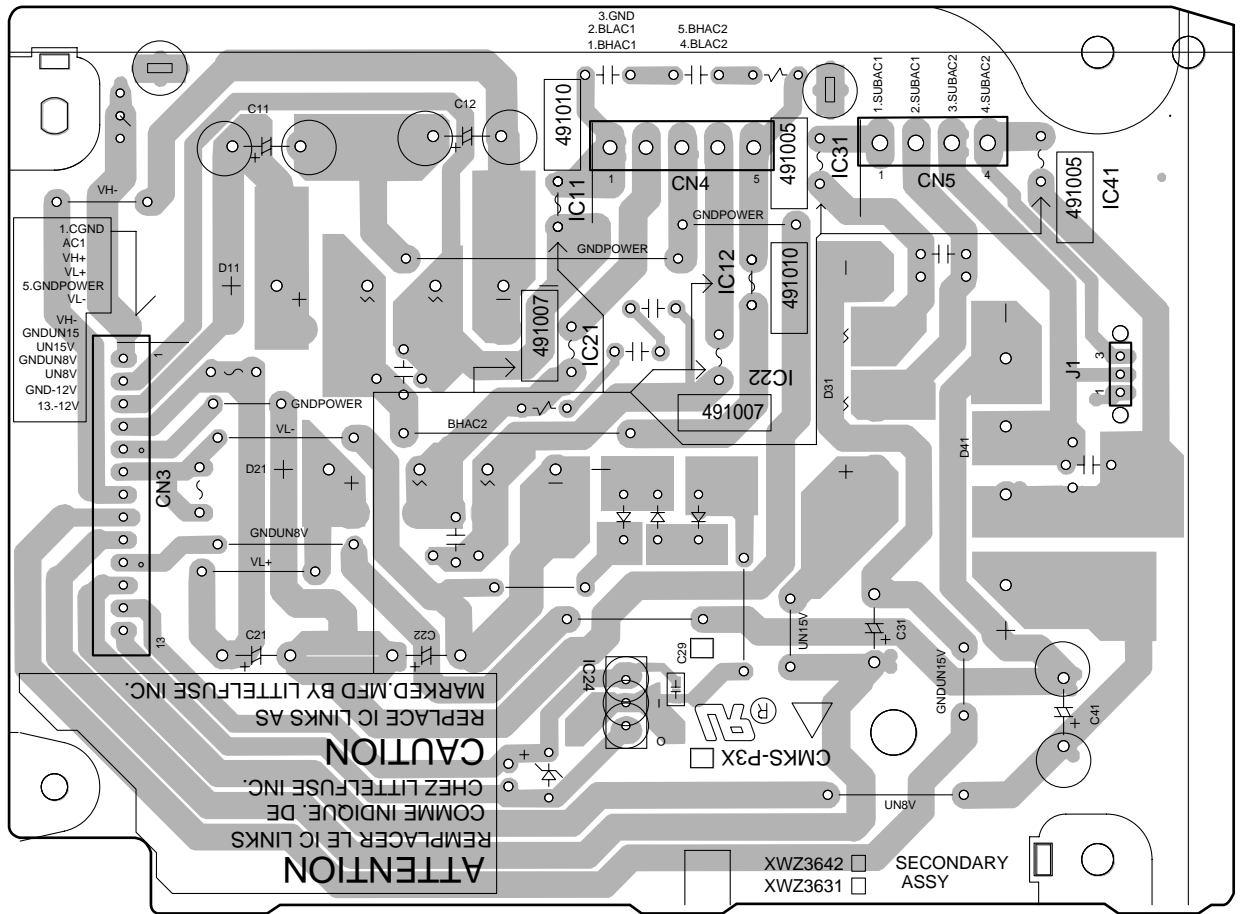 3.GND
2.BLAC1
1.BHAC1
5.BHAC2
4.BLAC2
1.SUBAC1
2.SUBAC1
3.SUBAC2
4.SUBAC2
C11
C12
491010
491005
IC31
1
5
CN4
1
4
CN5
491005
IC41
IC11
VH-
GNDPOWER
GNDPOWER
1.CGND
AC1
VH+
VL+
5.GNDPOWER
VL-
VH-
GNDUN15
UN15V
GNDUN8V
UN8V
GND-12V
13.-12V
D11
+
+
491007
IC21
IC12
491010
IC22
491007
D31
D41
J1
3
1
1
CN3
13
GNDPOWER
VL-
BHAC2
D21
+
+
+
GNDUN8V
VL+
C21
+
C22
+
IC24
I
O
C29
UN15V
C31
+
GNDUN15V
+
C41
+
UN8V
CMKS-P3X
UR
®
+
CAUTION
REPLACE IC LINKS AS
MARKED.MFD BY LITTELFUSE INC.
ATTENTION
REMPLACER LE IC LINKS
COMME INDIQUE. DE
CHEZ LITTELFUSE INC.
XWZ3642
XWZ3631
SECONDARY
ASSY